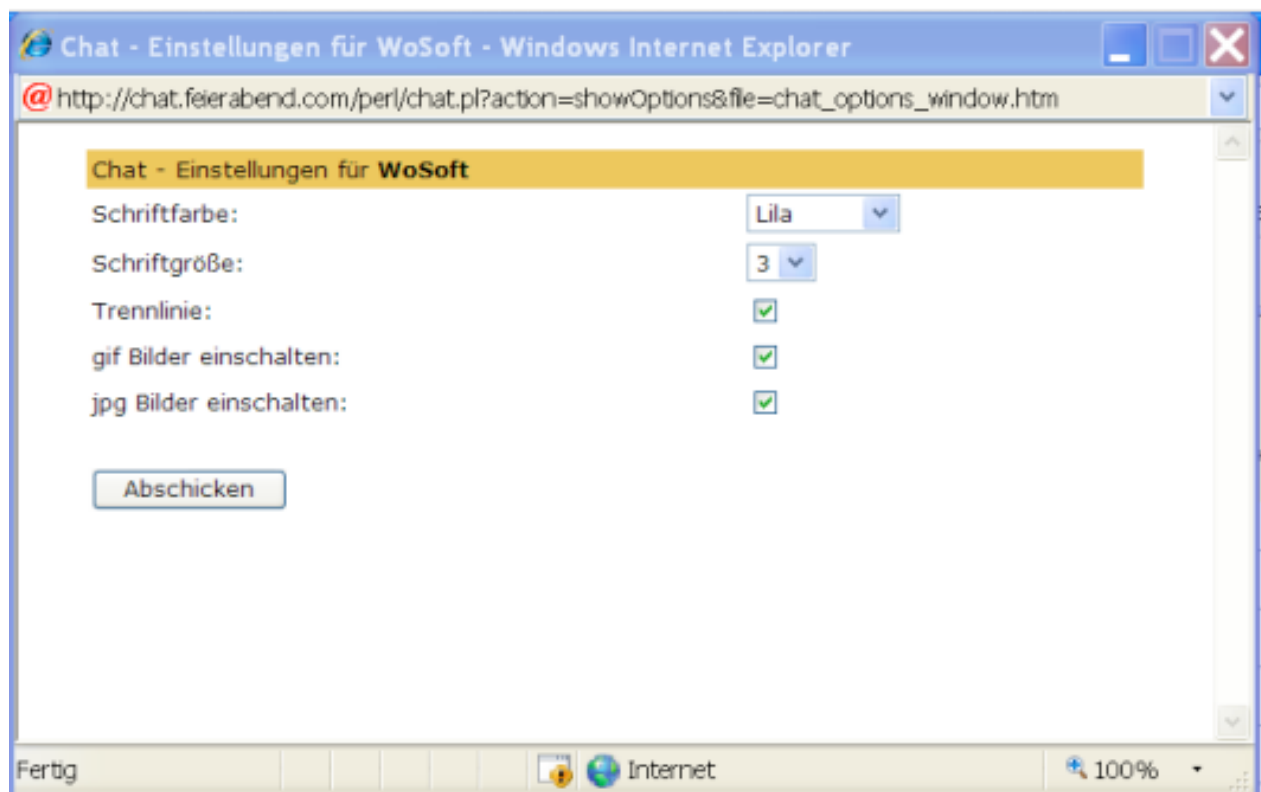 Chat - Einstellungen für WoSoft - Windows Internet Explorer
http://chat.feierabend.com/perl/chat.pl?action=showOptions&file=chat_options_window.htm
Chat - Einstellungen für WoSoft
Schriftfarbe: Lila
Schriftgröße: 3
Trennlinie:
gif Bilder einschalten:
jpg Bilder einschalten:
Abschicken
Fertig Internet 100%